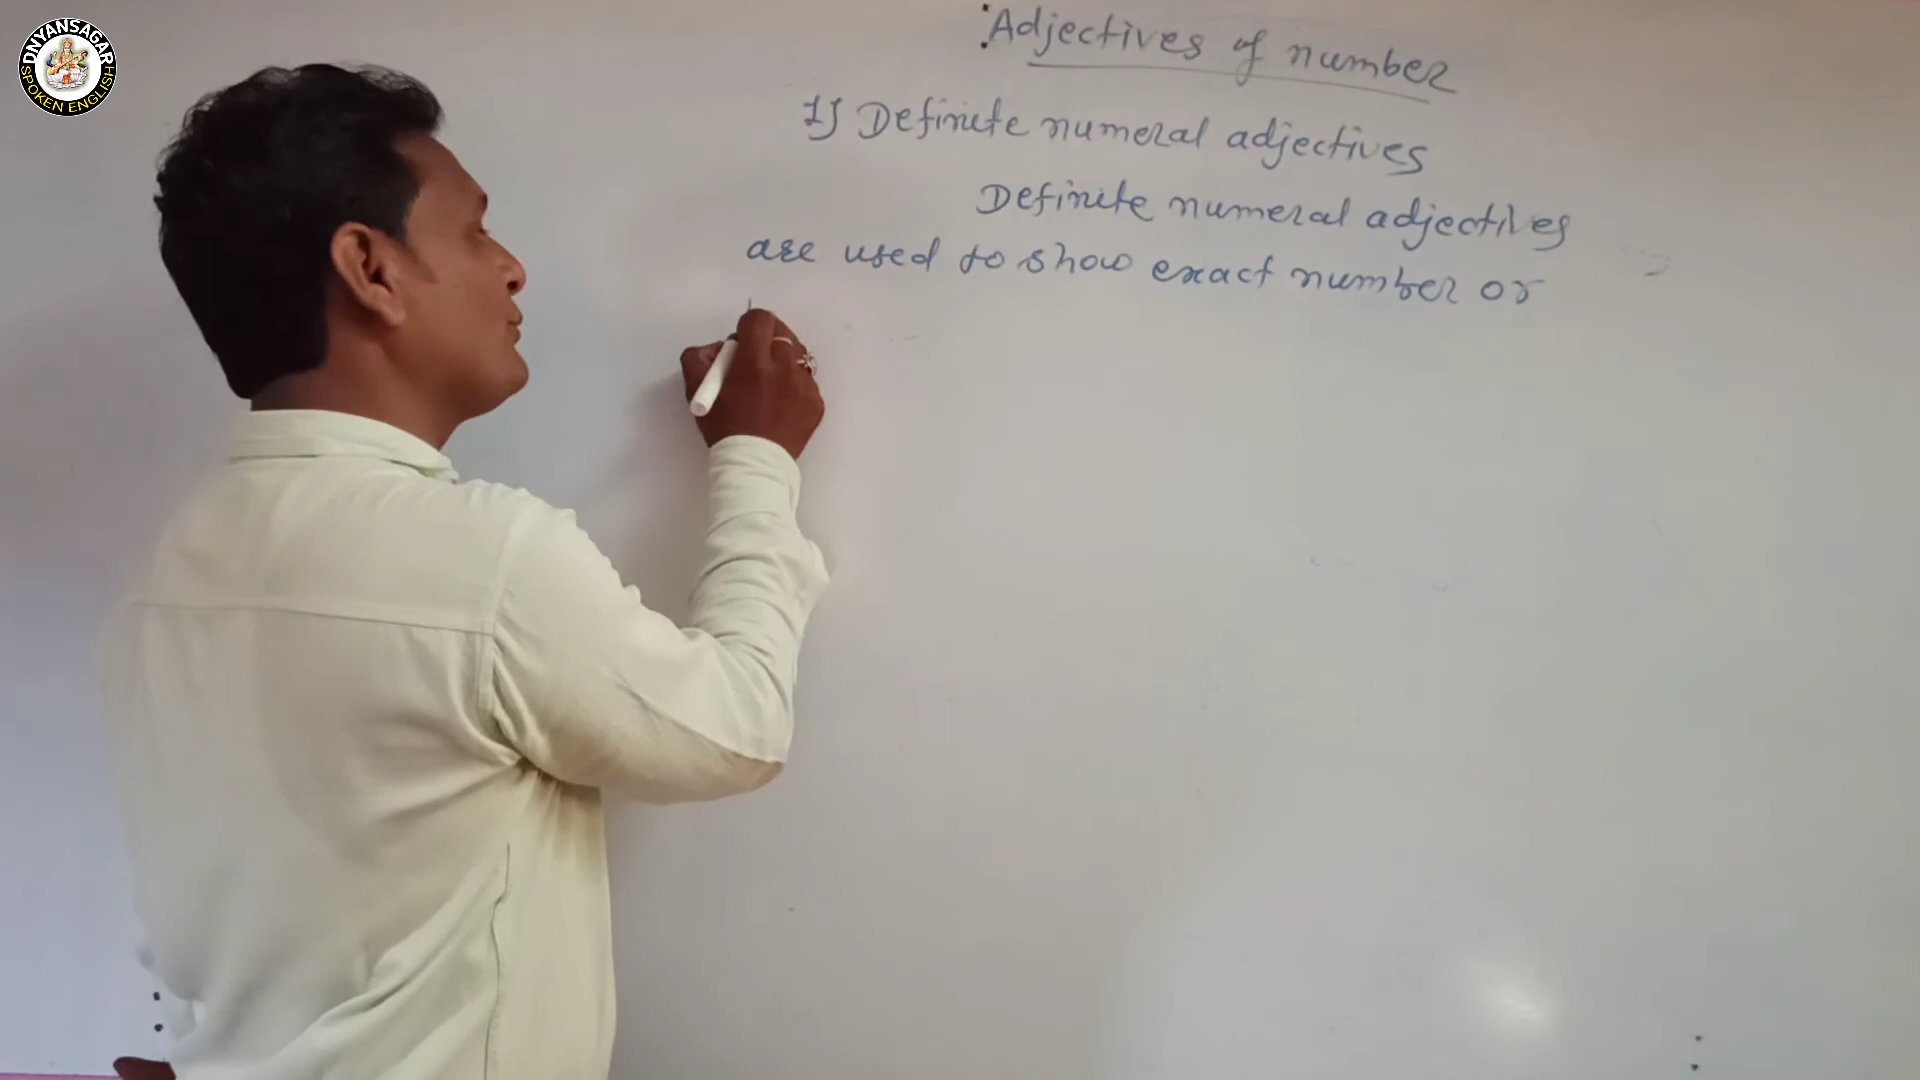 DNYANSAGAR
SPOKEN ENGLISH
Adjectives of number
1] Definite numeral adjectives
Definite numeral adjectives
are used to show exact number or